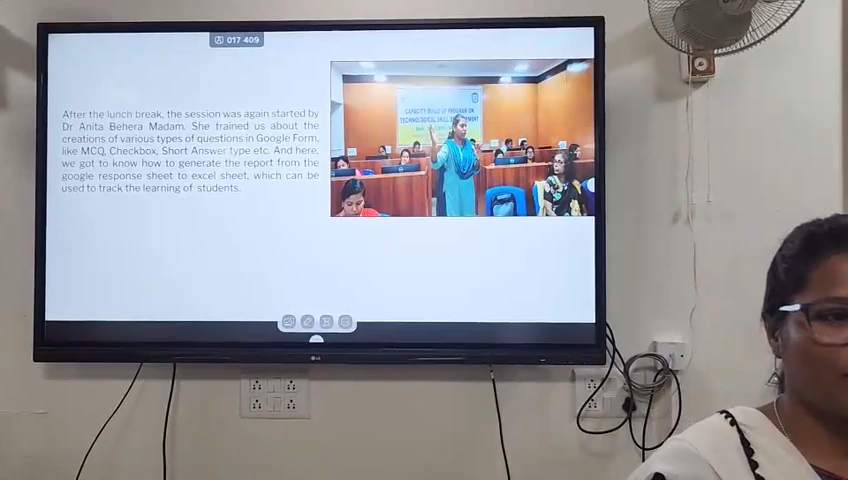 017 409
After the lunch break, the session was again started by
Dr Anita Behera Madam. She trained us about the
creations of various types of questions in Google Form,
like MCQ, Checkbox, Short Answer type etc. And here,
we got to know how to generate the report from the
google response sheet to excel sheet, which can be
used to track the learning of students.
CAPACITY BUILD UP PROGRAM ON
TECHNOLOGICAL SKILL
LG